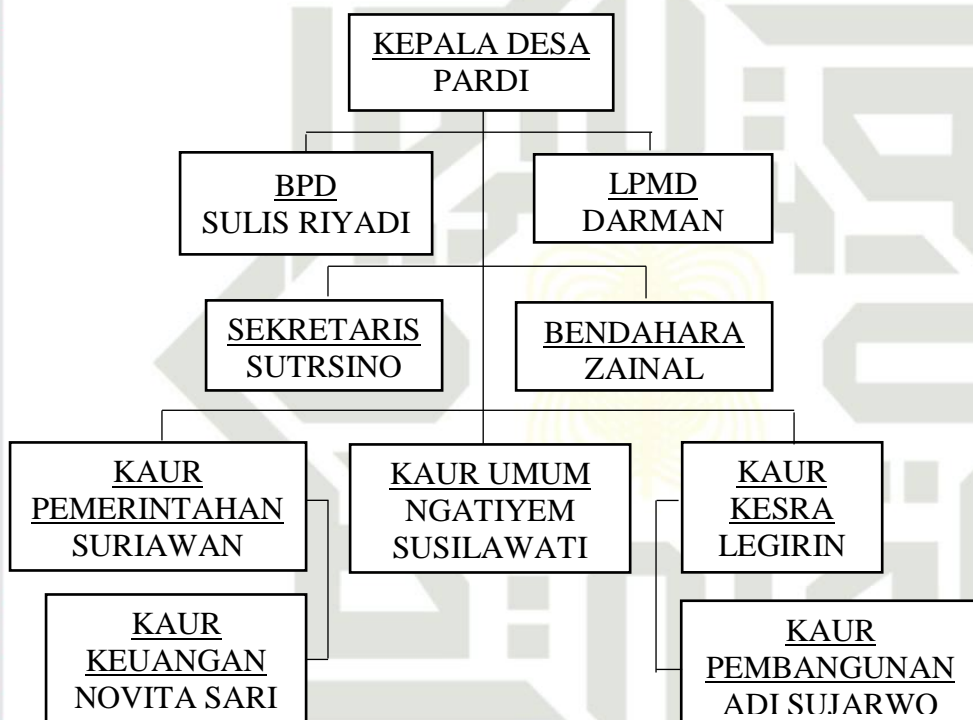 KEPALA DESA
PARDI
BPD
SULIS RIYADI
LPMD
DARMAN
SEKRETARIS
SUTRSINO
BENDAHARA
ZAINAL
KAUR
PEMERINTAHAN
SURIAWAN
KAUR UMUM
NGATIYEM
SUSILAWATI
KAUR
KESRA
LEGIRIN
KAUR
KEUANGAN
NOVITA SARI
KAUR
PEMBANGUNAN
ADI SUJARWO